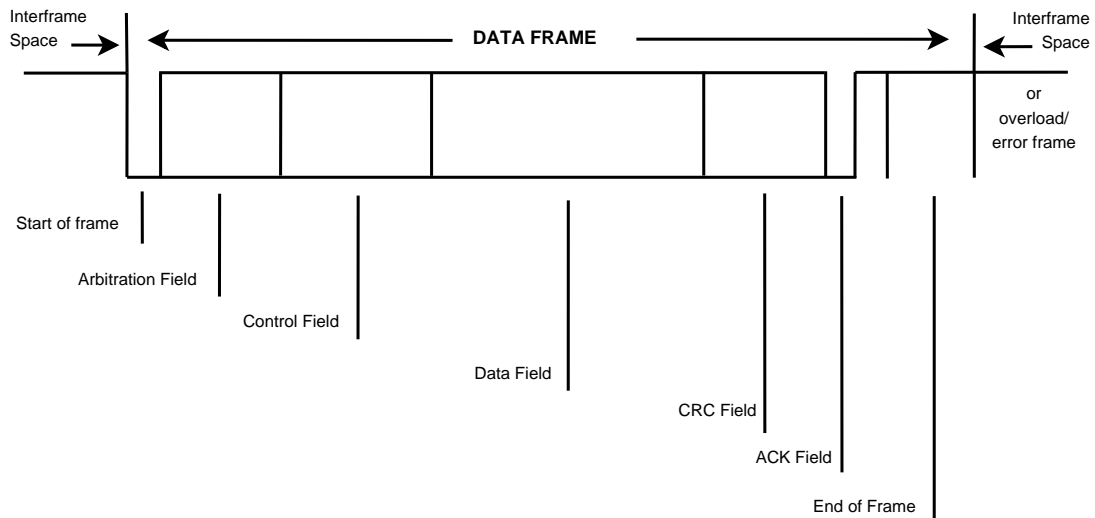 Interframe
Space
DATA FRAME
Interframe
Space
or
overload/
error frame
Start of frame
Arbitration Field
Control Field
Data Field
CRC Field
ACK Field
End of Frame